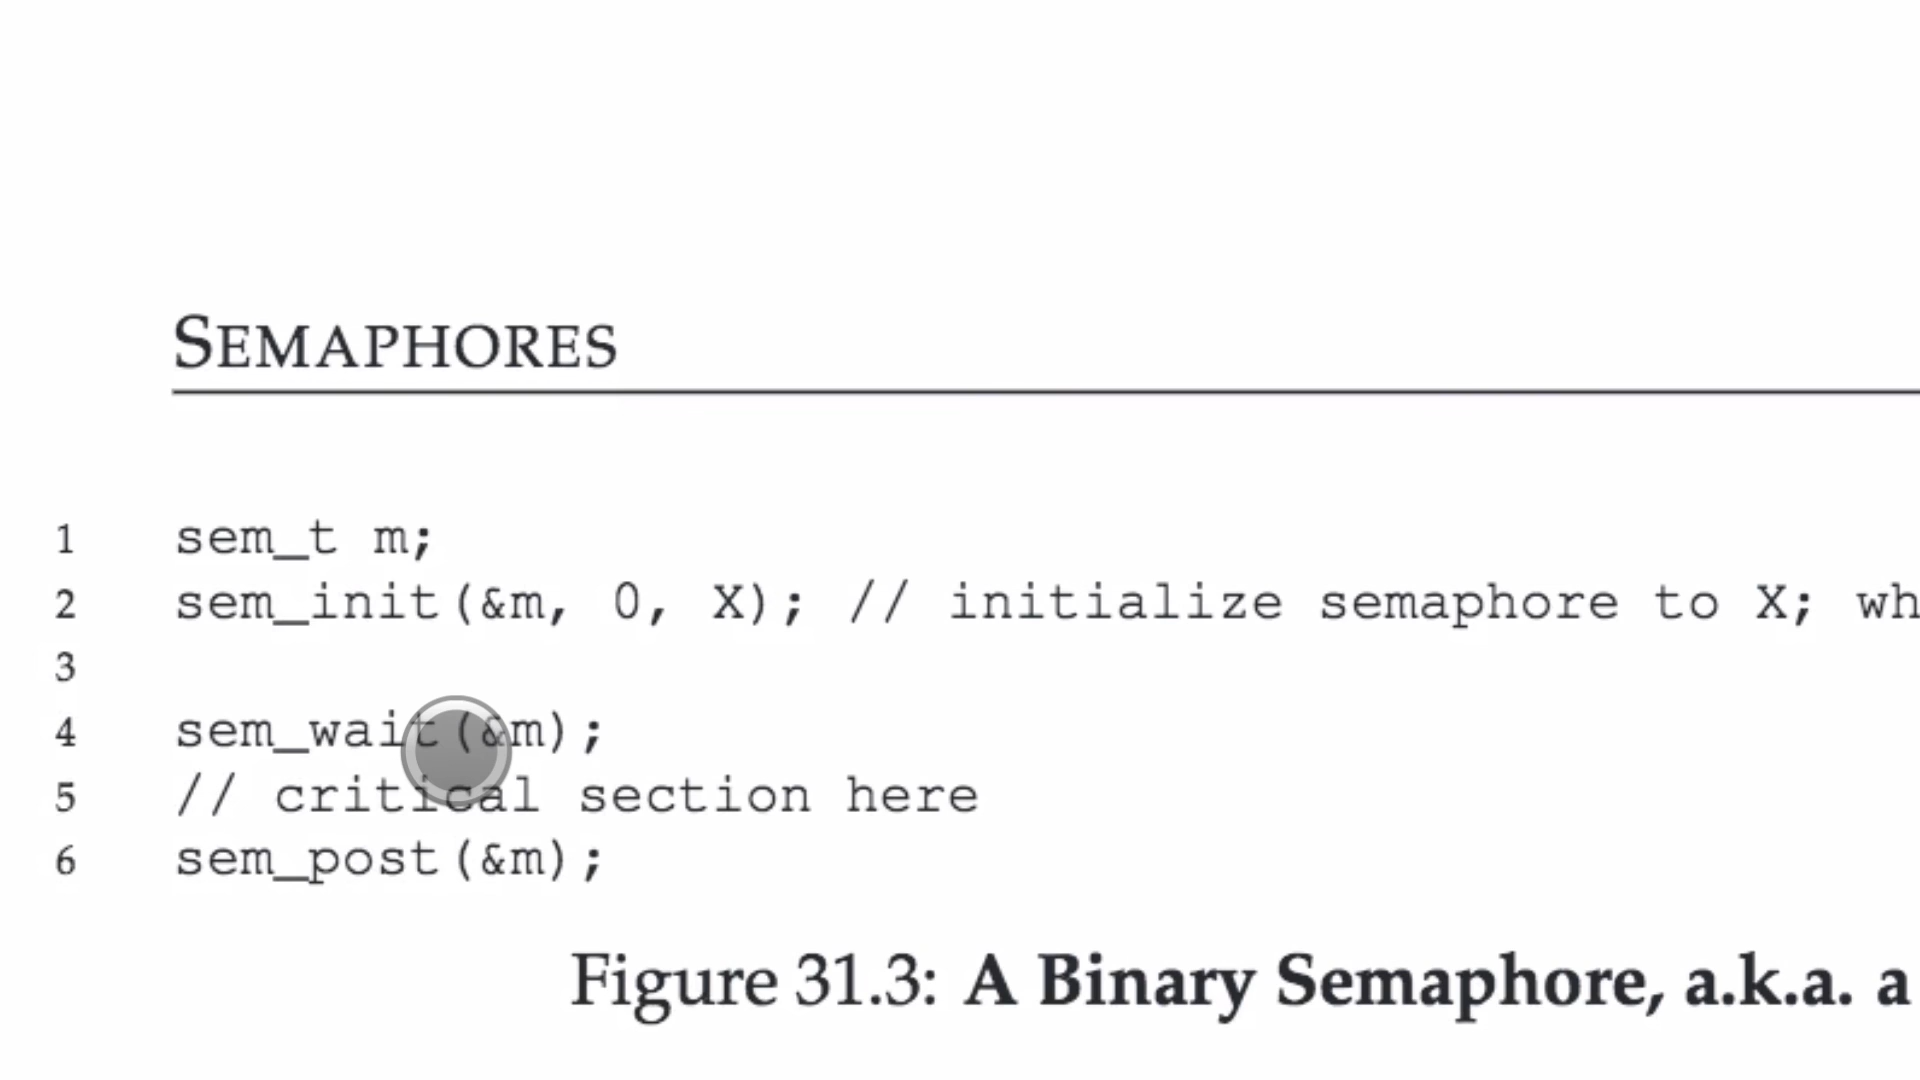 SEMAPHORES
1 sem_t m;
2 sem_init(&m, 0, X); // initialize semaphore to X; wh
3
4 sem_wait(&m);
5 // critical section here
6 sem_post(&m);
Figure 31.3: A Binary Semaphore, a.k.a. a